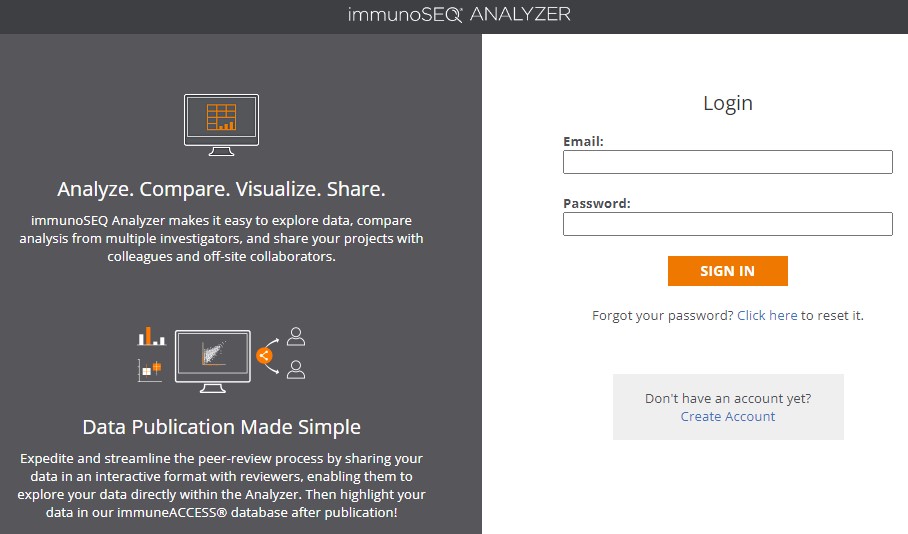 immunoSEQ® ANALYZER
Analyze. Compare. Visualize. Share.
immunoSEQ Analyzer makes it easy to explore data, compare
analysis from multiple investigators, and share your projects with
colleagues and off-site collaborators.
Data Publication Made Simple
Expedite and streamline the peer-review process by sharing your
data in an interactive format with reviewers, enabling them to
explore your data directly within the Analyzer. Then highlight your
data in our immuneACCESS® database after publication!
Login
Email:
Password:
SIGN IN
Forgot your password? Click here to reset it.
Don't have an account yet?
Create Account